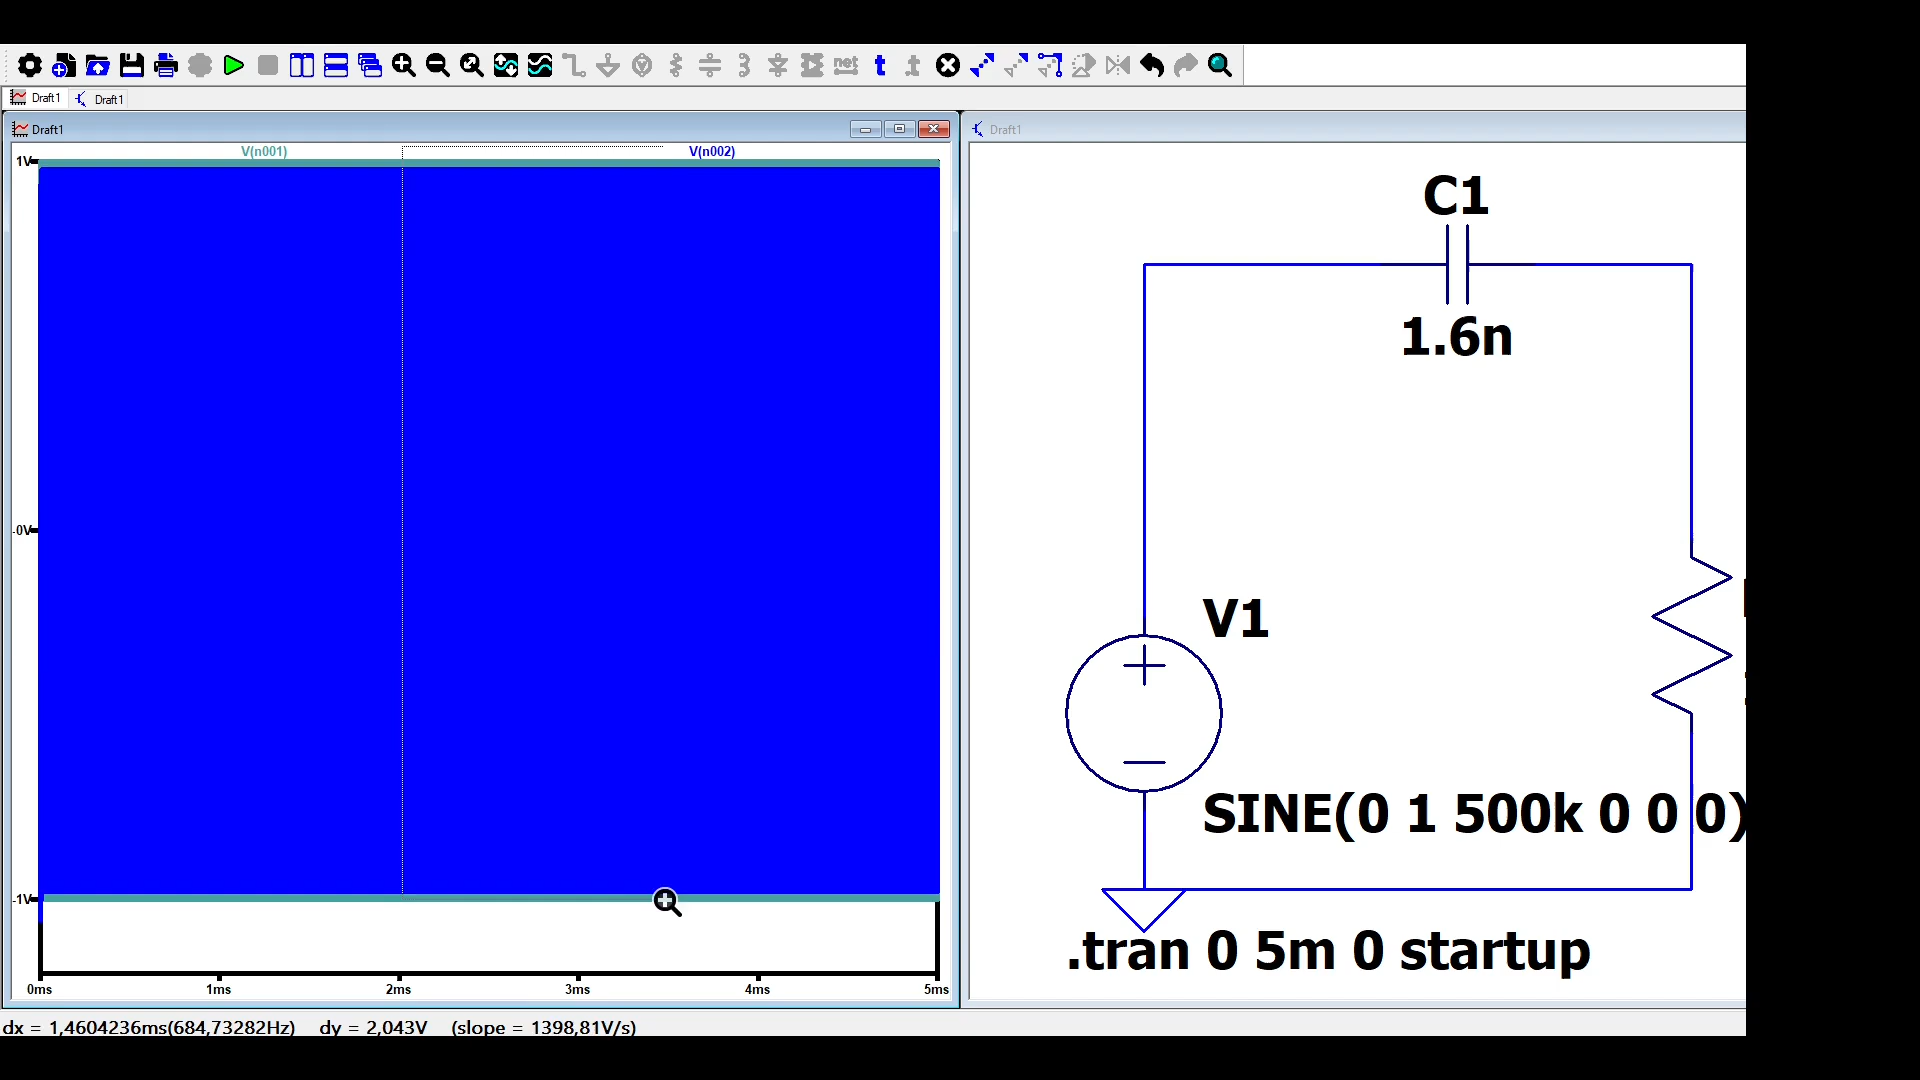 net t .t
Draft1 Draft1
Draft1
V(n001) V(n002)
1V
-0V
-1V
0ms 1ms 2ms 3ms 4ms 5ms
Draft1
C1
1.6n
V1
SINE(0 1 500k 0 0 0)
.tran 0 5m 0 startup
dx = 1,4604236ms(684,73282Hz) dy = 2,043V (slope = 1398,81V/s)